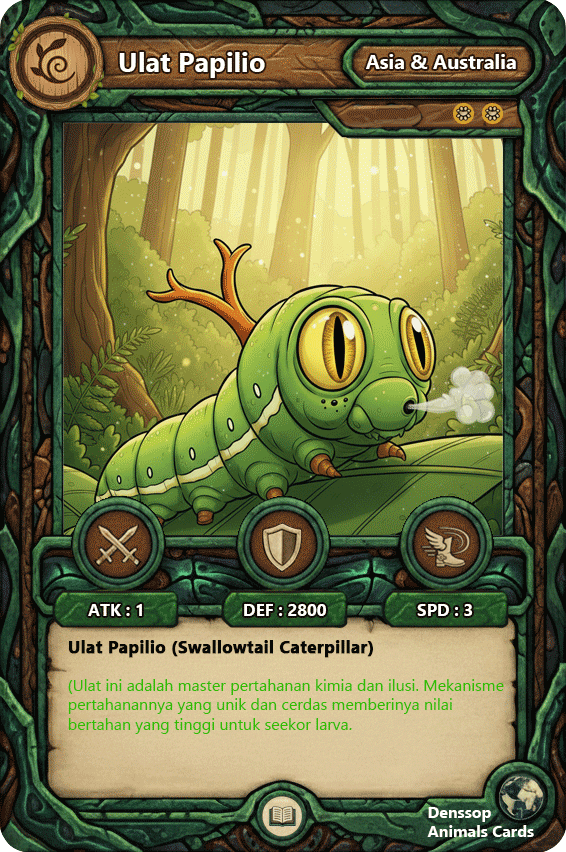 Ulat Papilio
Asia & Australia
ATK : 1
DEF : 2800
SPD : 3
Ulat Papilio (Swallowtail Caterpillar)
(Ulat ini adalah master pertahanan kimia dan ilusi. Mekanisme
pertahanannya yang unik dan cerdas memberinya nilai
bertahan yang tinggi untuk seekor larva.
Denssop
Animals Cards